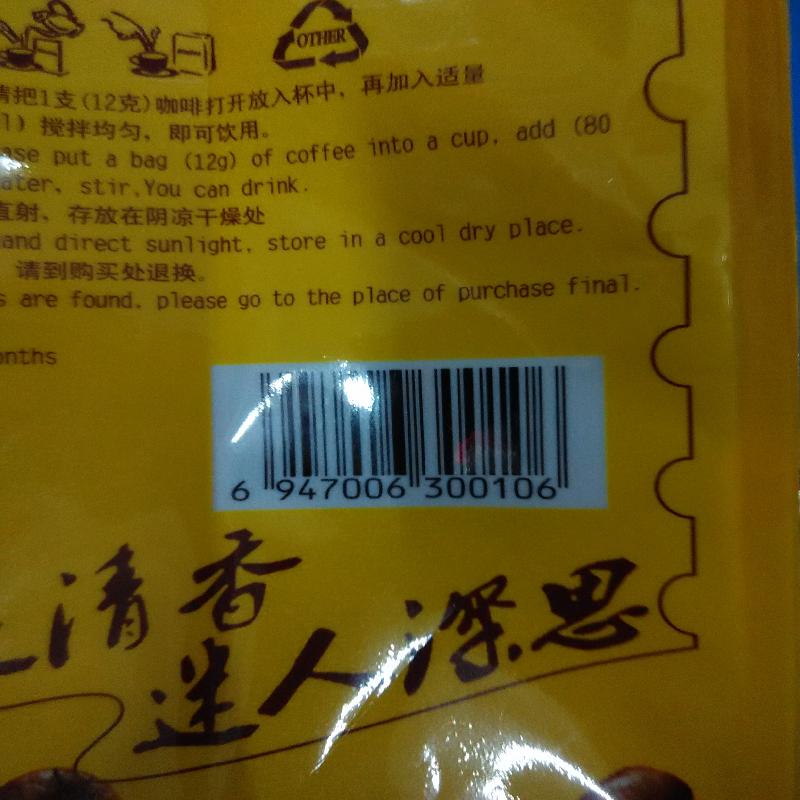 OTHER
请把1支(12克)咖啡打开放入杯中，再加入适量
搅拌均匀，即可饮用。
put a bag (12g) of coffee into a cup, add (80
stir.You can drink.
直射、存放在阴凉干燥处
and direct sunlight. store in a cool dry place.
请到购买处退换。
are found. please go to the place of purchase final.
6 947006 300106
清香
迷人深思